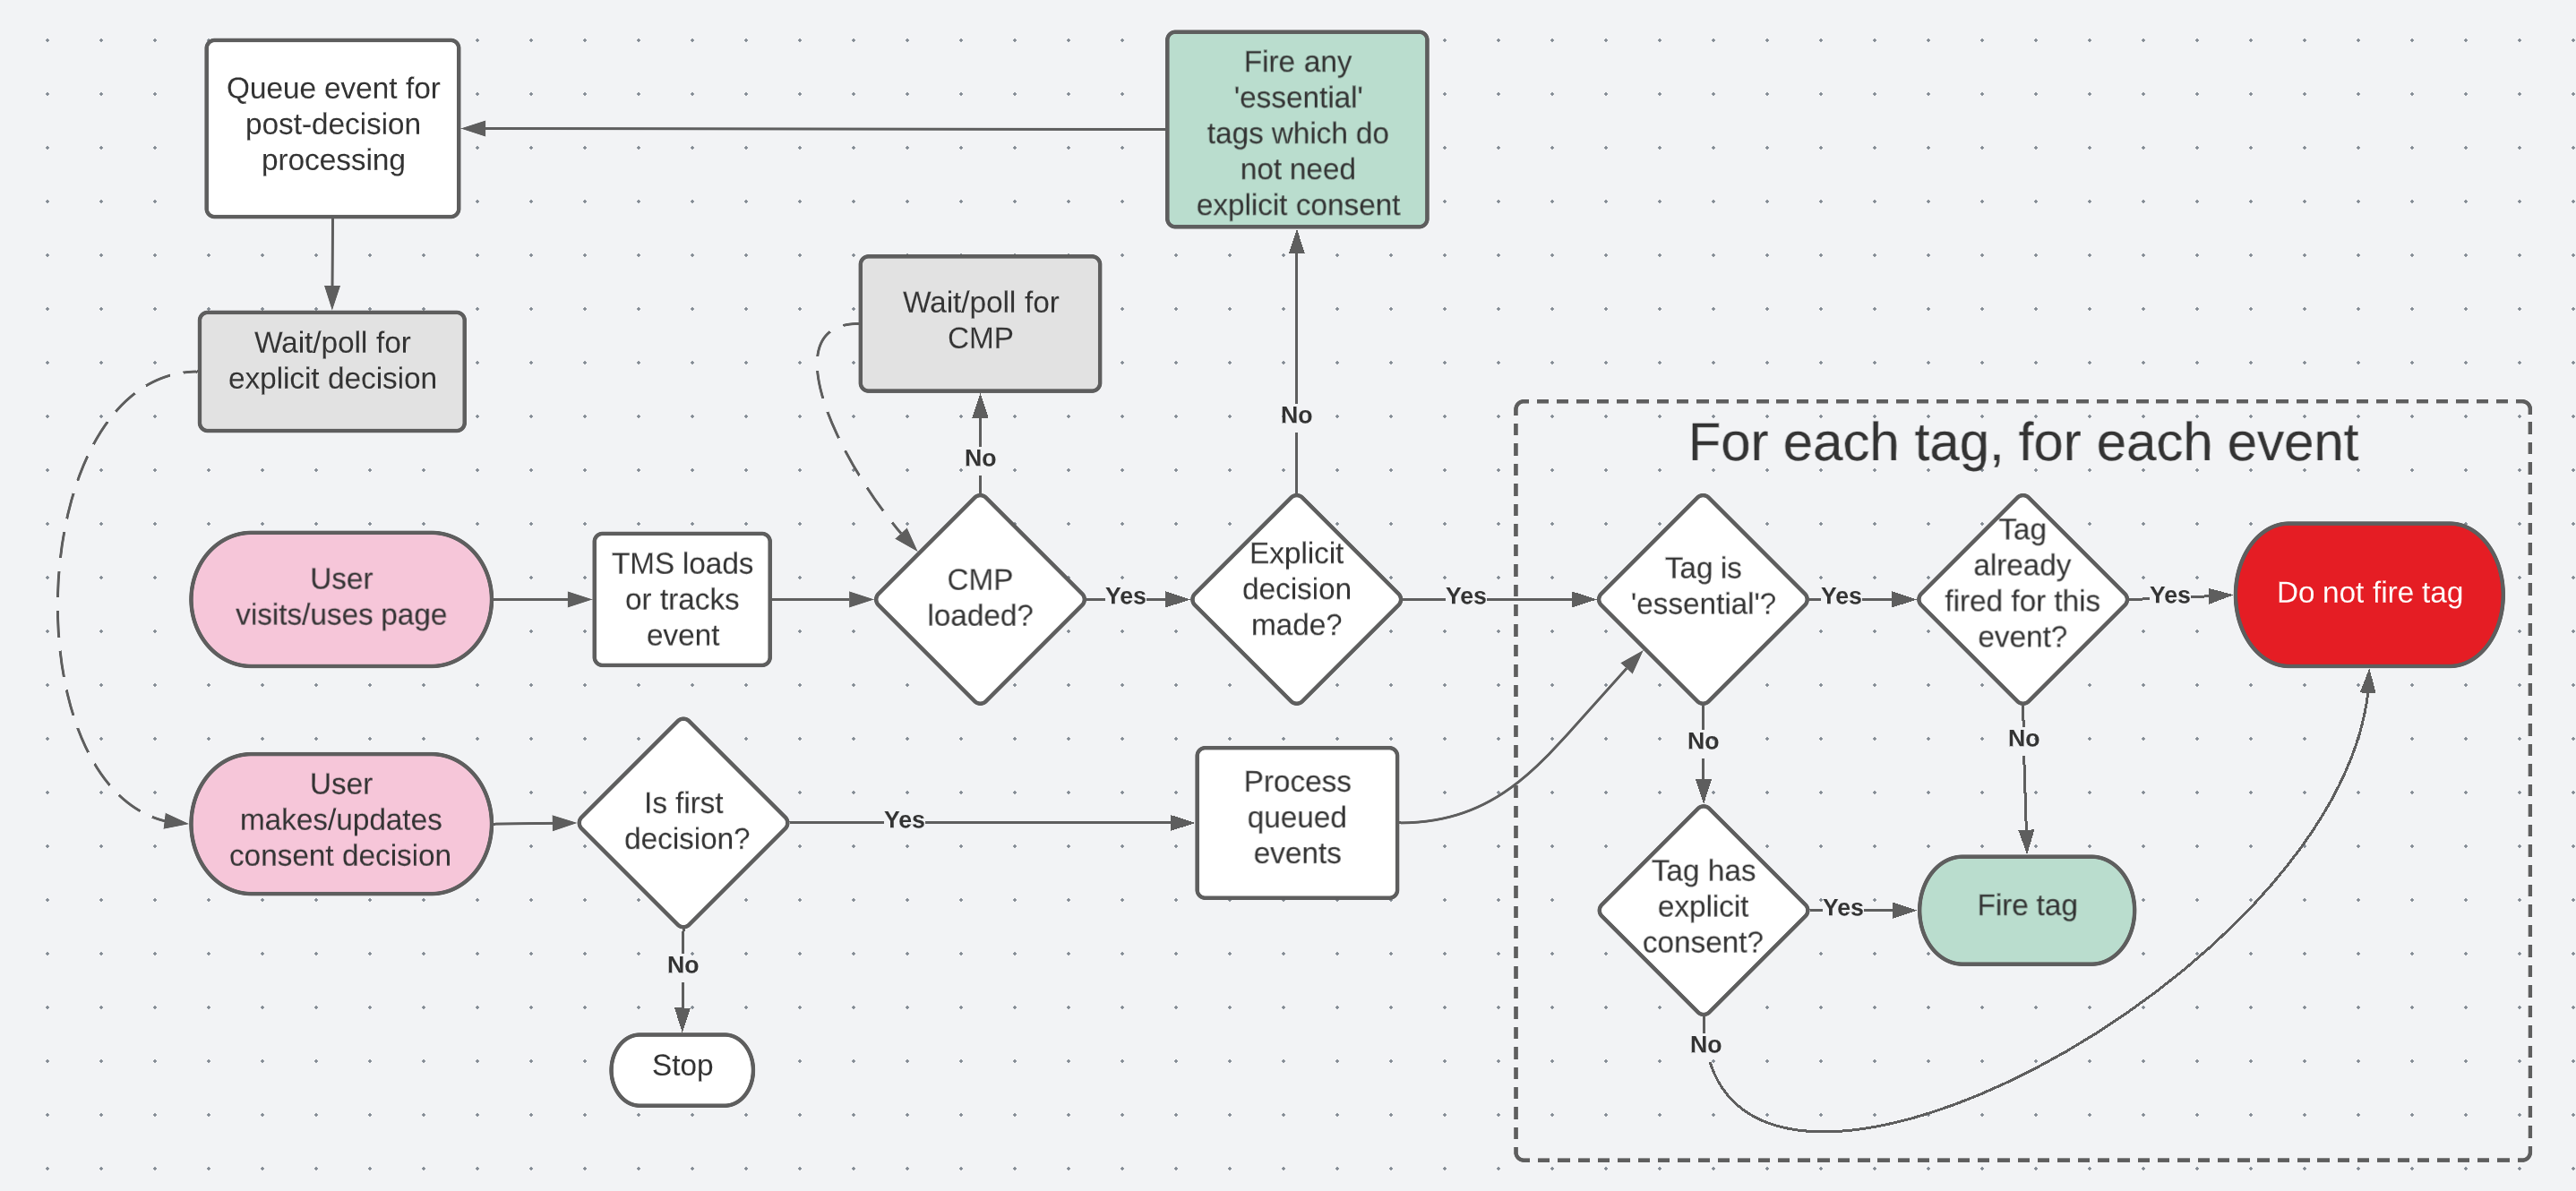 Queue event for
post-decision
processing
Fire any
'essential'
tags which do
not need
explicit consent
Wait/poll for
explicit decision
Wait/poll for
CMP
No
No
For each tag, for each event
User
visits/uses page
TMS loads
or tracks
event
CMP
loaded?
Yes
Explicit
decision
made?
Yes
Tag is
'essential'?
Yes
Tag
already
fired for this
event?
Yes
Do not fire tag
No
No
User
makes/updates
consent decision
Is first
decision?
Yes
Process
queued
events
Tag has
explicit
consent?
Yes
Fire tag
No
No
Stop